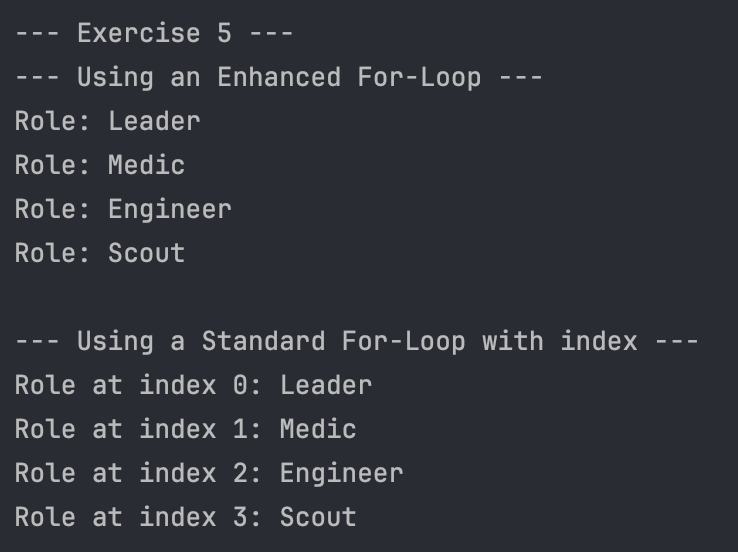 --- Exercise 5 ---
--- Using an Enhanced For-Loop ---
Role: Leader
Role: Medic
Role: Engineer
Role: Scout

--- Using a Standard For-Loop with index ---
Role at index 0: Leader
Role at index 1: Medic
Role at index 2: Engineer
Role at index 3: Scout